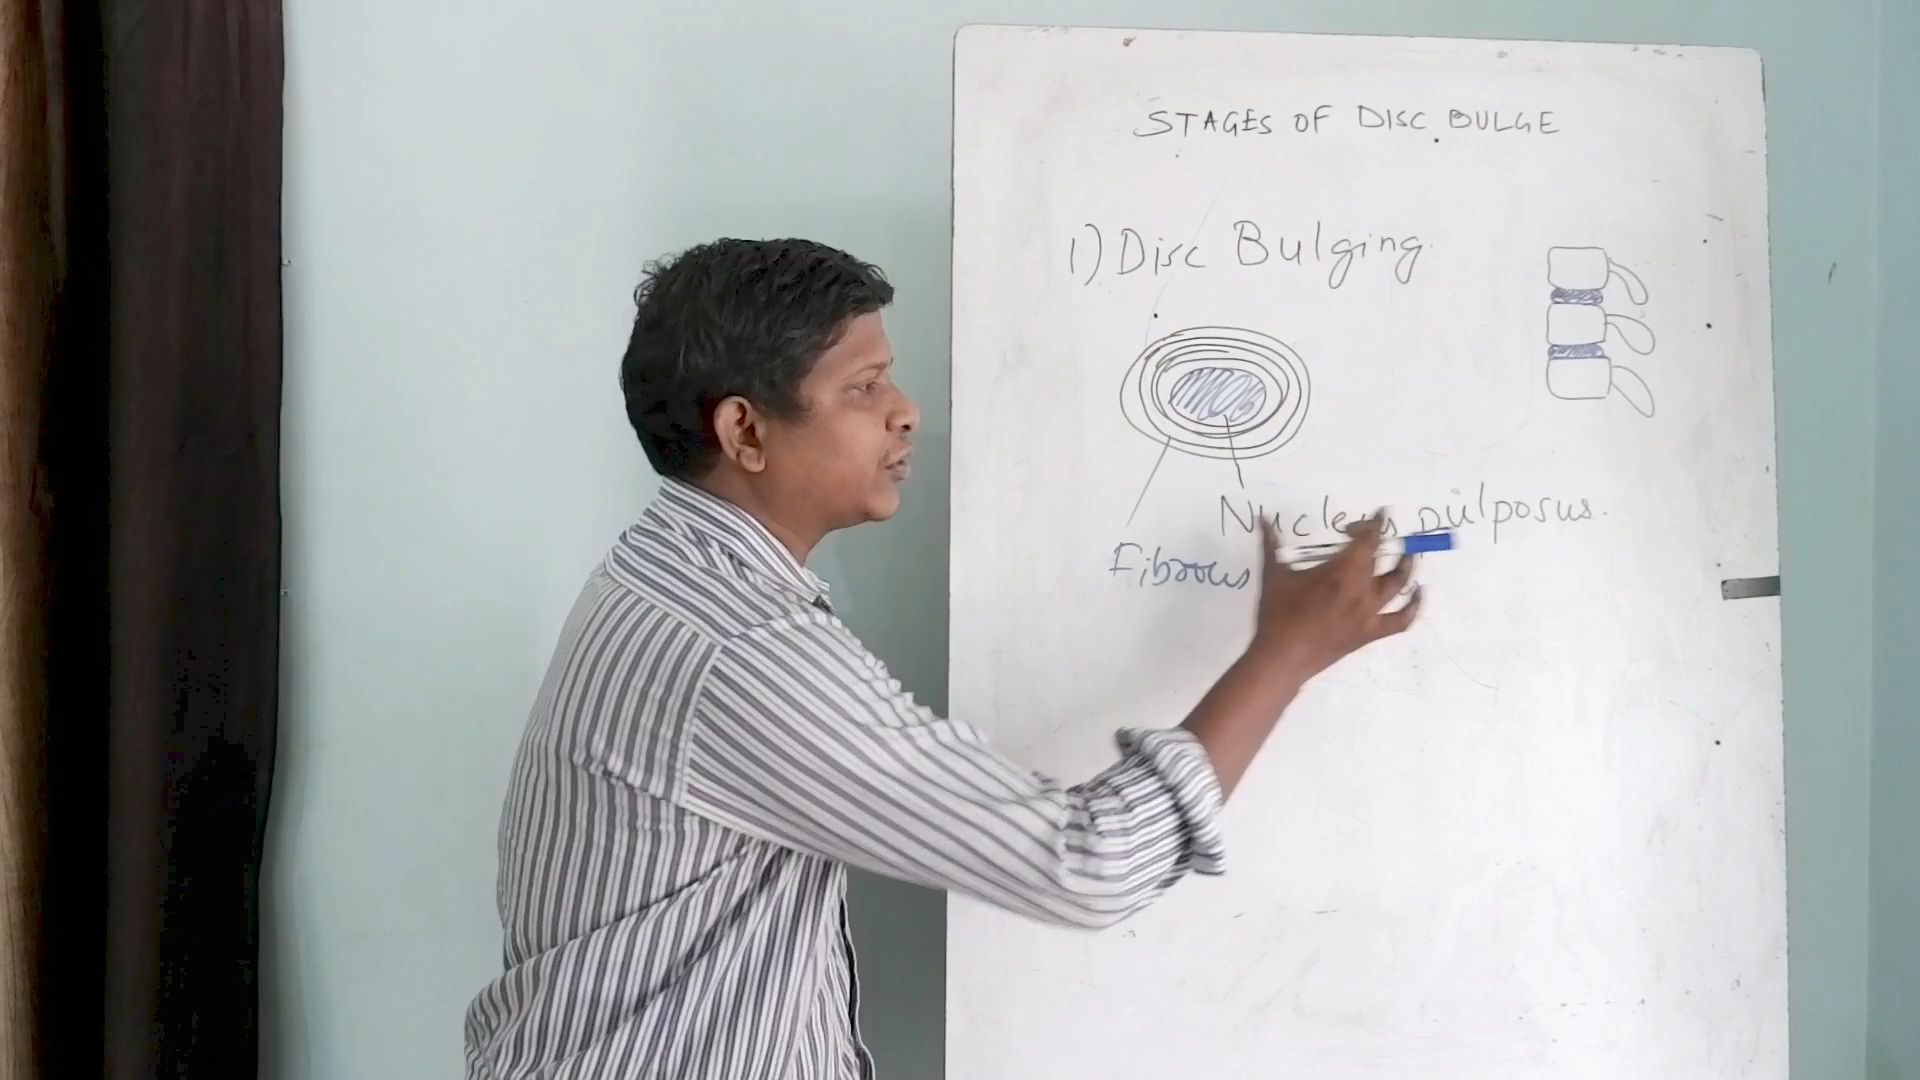 STAGES OF DISC BULGE
1) Disc Bulging.
Nucleus pulposus.
Fibrous